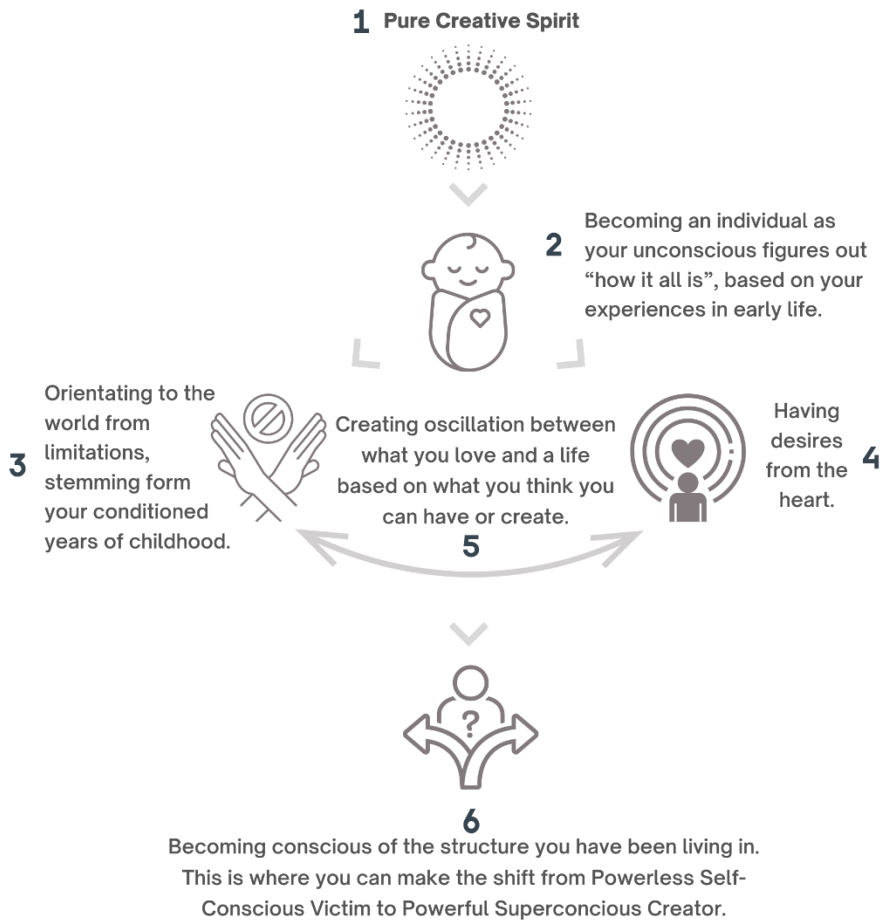 1 Pure Creative Spirit
2
Becoming an individual as
your unconscious figures out
“how it all is”, based on your
experiences in early life.
3
Orientating to the
world from
limitations,
stemming form
your conditioned
years of childhood.
Creating oscillation between
what you love and a life
based on what you think you
can have or create.
5
Having
desires
from the
heart.
4
?
6
Becoming conscious of the structure you have been living in.
This is where you can make the shift from Powerless Self-
Conscious Victim to Powerful Superconcious Creator.